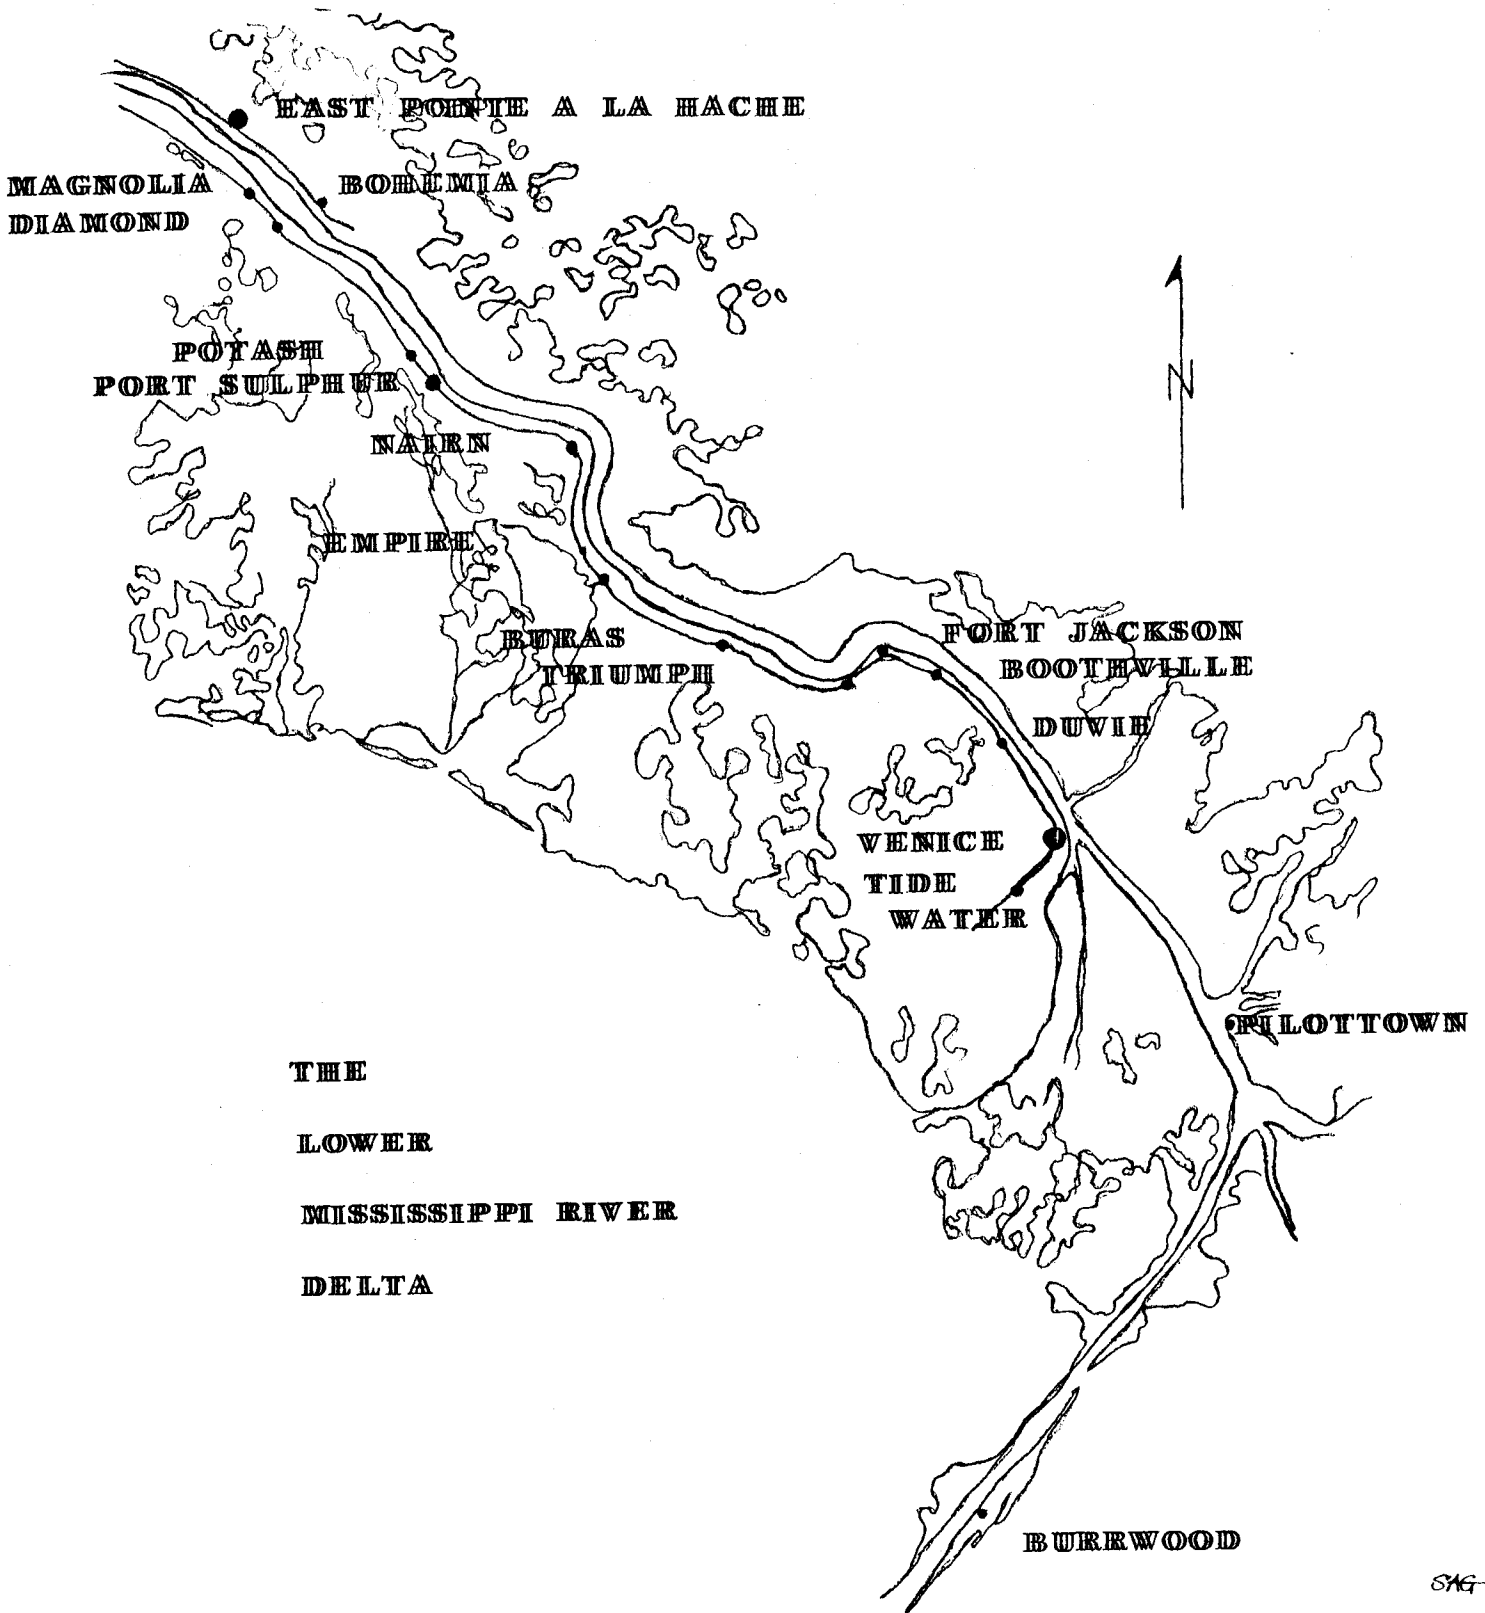 EAST POINTE A LA HACHE
MAGNOLIA
BOHEMIA
DIAMOND
POTASH
PORT SULPHUR
NAIRN
EMPIRE
BURAS
TRIUMPH
FORT JACKSON
BOOTHVILLE
DUVIE
VENICE
TIDE
WATER
PILOTTOWN
THE
LOWER
MISSISSIPPI RIVER
DELTA
BURRWOOD
N
SAG